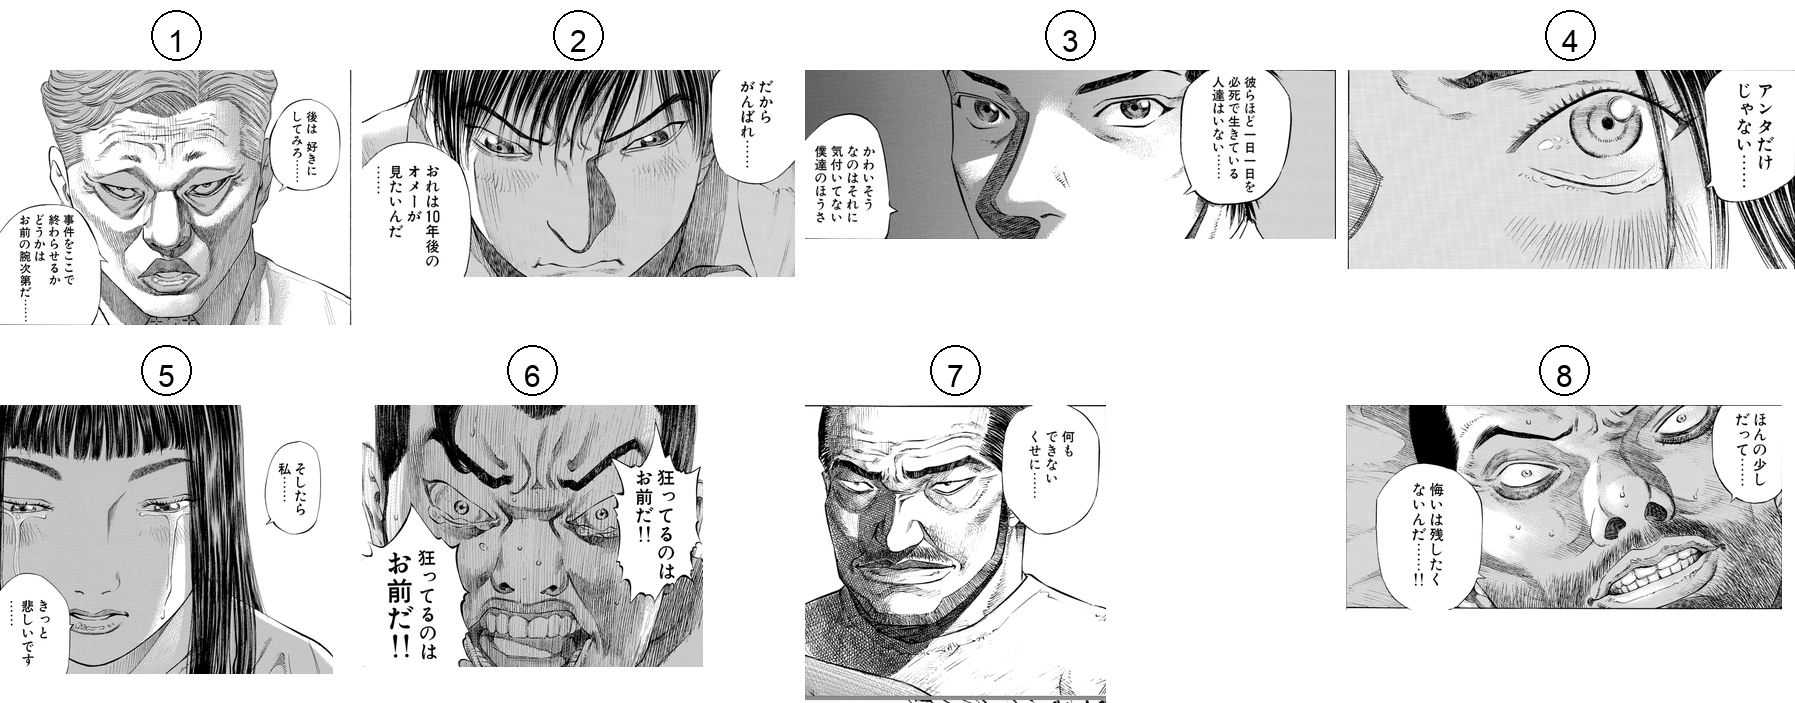 1
後は 好きに
してみろ……
事件をここで
終わらせるか
どうかは
お前の腕次第だ……
2
だから
がんばれ……
おれは10年後の
オメーが
見たいんだ
……
3
彼らほど一日一日を
必死で生きている
人達はいない……
かわいそう
なのはそれに
気付いてない
僕達のほうさ
4
アンタだけ
じゃない……
5
そしたら
私……
きっと
悲しいです
……
6
狂ってるのは
お前だ!!
狂ってるのは
お前だ!!
7
何も
できない
くせに……
8
ほんの少し
だって……
悔いは残したく
ないんだ……!!